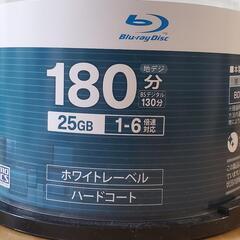 Blu-ray Disc
地デジ
180分
BSデジタル
130分
25GB
1-6倍速対応
ホワイトレーベル
ハードコート